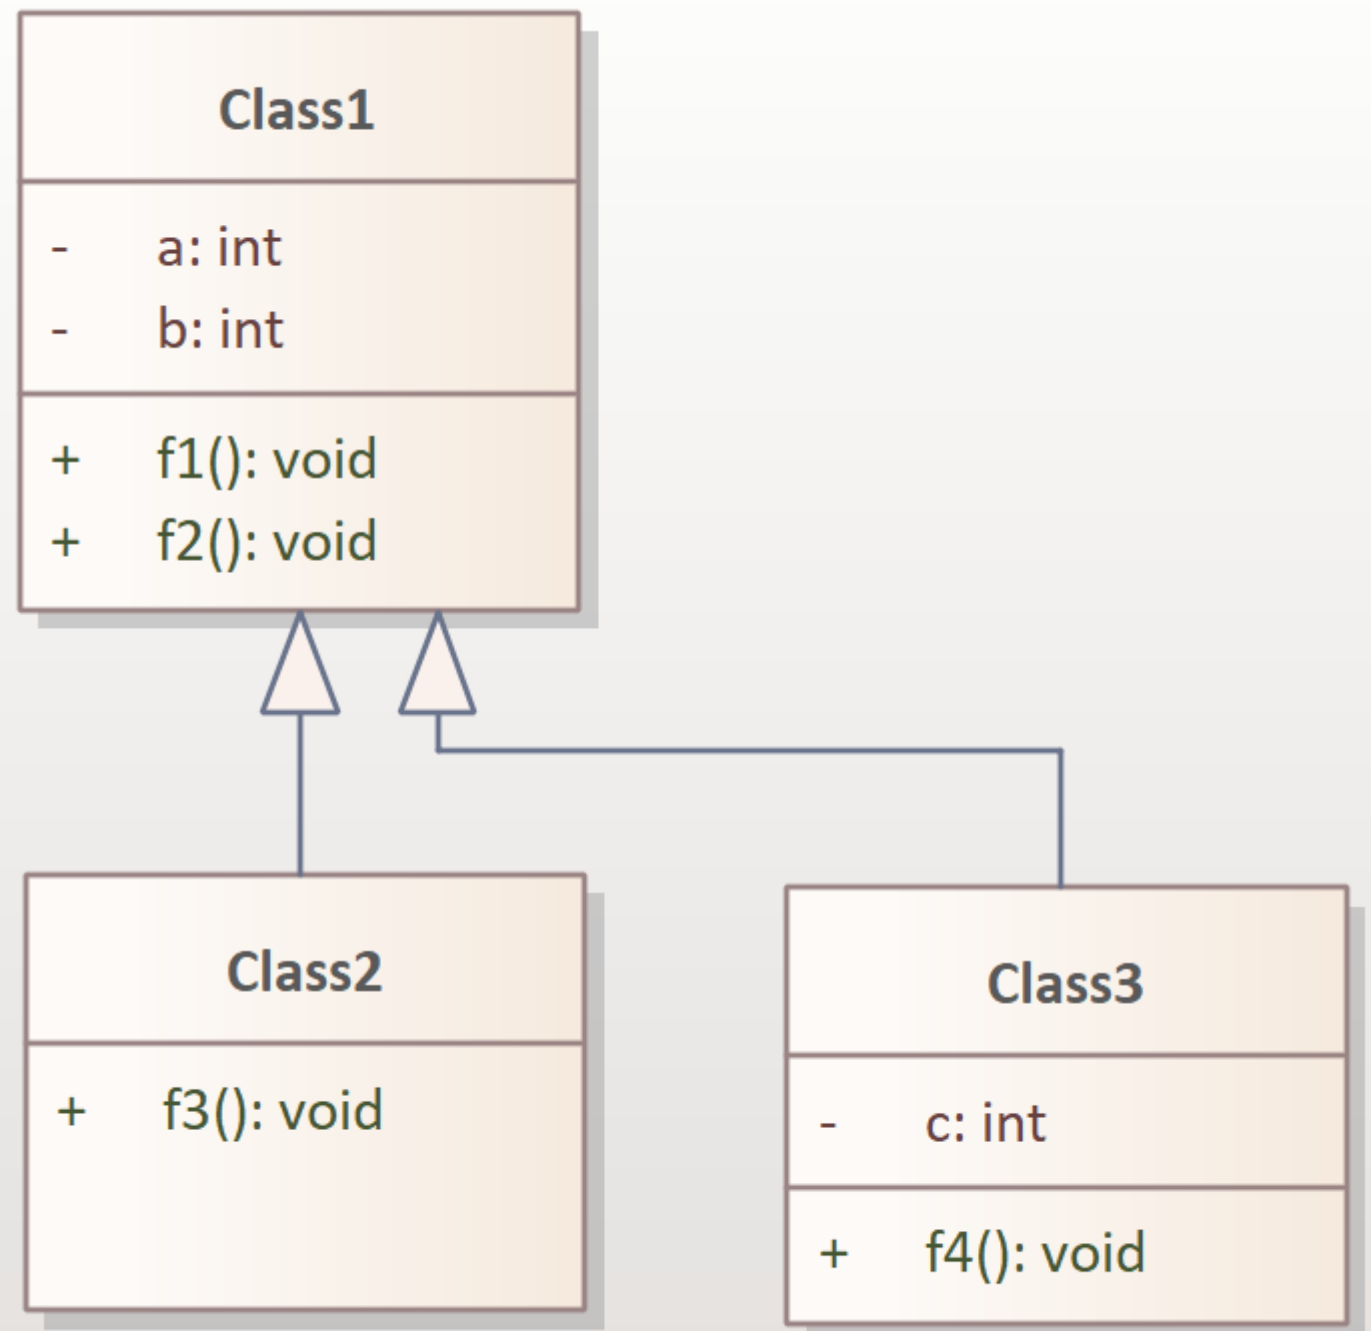 Class1
- a: int
- b: int
+ f1(): void
+ f2(): void
Class2
+ f3(): void
Class3
- c: int
+ f4(): void